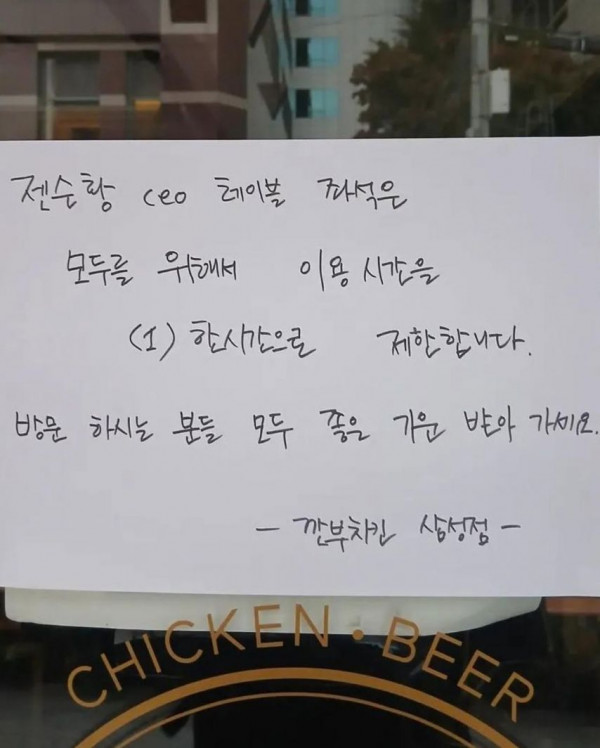 젠슨황 ceo 테이블 좌석은
모두를 위해서 이용 시간을
(1) 한시간으로 제한합니다.
방문 하시는 분들 모두 좋은 기운 받아 가세요.
- 깐부치킨 삼성점 -
CHICKEN · BEER